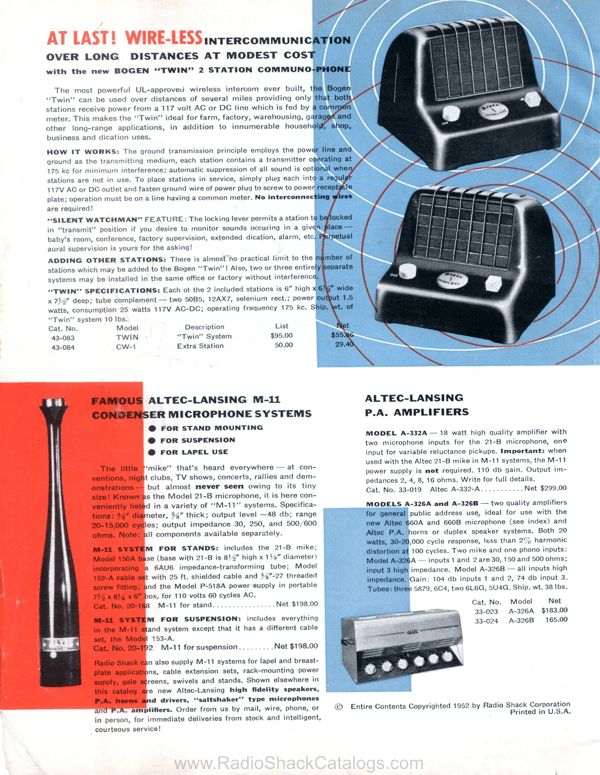 AT LAST! WIRE-LESS INTERCOMMUNICATION
OVER LONG DISTANCES AT MODEST COST
with the new BOGEN "TWIN" 2 STATION COMMUNO-PHONE
The most powerful UL-approved wireless intercom ever built, the Bogen
"Twin" can be used over distances of several miles providing only that both
stations receive power from a 117 volt AC or DC line which is fed by a common
meter. This makes the "Twin" ideal for farm, factory, warehousing, garages and
other long-range applications, in addition to innumerable household, shop,
business and dication uses.
HOW IT WORKS: The ground transmission principle employs the power line and
ground as the transmitting medium, each station contains a transmitter operating at
175 kc for minimum interference; automatic suppression of all sound is optional when
stations are not in use. To place stations in service, simply plug each into a regular
117V AC or DC outlet and fasten ground wire of power plug to screw to power receptacle
plate; operation must be on a line having a common meter. No interconnecting wires
are required!
"SILENT WATCHMAN" FEATURE: The locking lever permits a station to be locked
in "transmit" position if you desire to monitor sounds occuring in a given place —
baby's room, conference, factory supervision, extended dication, alarm, etc. Perpetual
aural supervision is yours for the asking!
ADDING OTHER STATIONS: There is almost no practical limit to the number of
stations which may be added to the Bogen "Twin"! Also, two or three entirely separate
systems may be installed in the same office or factory without interference.
"TWIN" SPECIFICATIONS: Each of the 2 included stations is 6" high x 6½" wide
x 7½" deep; tube complement — two 50B5, 12AX7, selenium rect.; power output 1.5
watts, consumption 25 watts 117V AC-DC; operating frequency 175 kc. Ship. wt. of
"Twin" system 10 lbs.
Cat. No. Model Description List Net
43-083 TWIN "Twin" System $95.00 $55.86
43-084 CW-1 Extra Station 50.00 29.40
FAMOUS ALTEC-LANSING M-11
CONDENSER MICROPHONE SYSTEMS
● FOR STAND MOUNTING
● FOR SUSPENSION
● FOR LAPEL USE
The little "mike" that's heard everywhere — at con-
ventions, night clubs, TV shows, concerts, rallies and dem-
onstrations — but almost never seen owing to its tiny
size! Known as the Model 21-B microphone, it is here con-
veniently listed in a variety of "M-11" systems. Specifica-
tions: ⅝" diameter, ¾" thick; output level —48 db; range
20-15,000 cycles; output impedance 30, 250, and 500/600
ohms. Note: all components available separately.
M-11 SYSTEM FOR STANDS: includes the 21-B mike;
Model 150A base (base with 21-B is 8½" high x 1⅛" diameter)
incorporating a 6AU6 impedance-transforming tube; Model
152-A rable set with 25 ft. shielded cable and ⅝"-27 threaded
screw fitting; and the Model P-518A power supply in portable
7½ x 8¼ x 6" box, for 110 volts 60 cycles AC.
Cat. No. 20-188 M-11 for stand...............Net $198.00
M-11 SYSTEM FOR SUSPENSION: includes everything
in the M-11 stand system except that it has a different cable
set, the Model 153-A.
Cat. No. 20-192 M-11 for suspension.........Net $198.00
Radio Shack can also supply M-11 systems for lapel and breast-
plate applications, cable extension sets, rack-mounting power
supply, gale screens, swivels and stands. Shown elsewhere in
this catalog are new Altec-Lansing high fidelity speakers,
P.A. horns and drivers, "saltshaker" type microphones
and P.A. amplifiers. Order from us by mail, wire, phone, or
in person, for immediate deliveries from stock and intelligent,
courteous service!
ALTEC-LANSING
P.A. AMPLIFIERS
MODEL A-332A — 18 watt high quality amplifier with
two microphone inputs for the 21-B microphone, one
input for variable reluctance pickups. Important: when
used with the Altec 21-B mike in M-11 systems, the M-11
power supply is not required. 110 db gain. Output im-
pedances 2, 4, 8, 16 ohms. Write for full details.
Cat. No. 33-019 Altec A-332-A...........Net $299.00
MODELS A-326A and A-326B — two quality amplifiers
for general public address use, ideal for use with the
new Altec 660A and 660B microphone (see index) and
Altec P.A. horns or duplex speaker systems. Both 20
watts, 30-20,000 cycle response, less than 2% harmonic
distortion at 100 cycles. Two mike and one phono inputs:
Model A-326A — inputs 1 and 2 are 30, 150 and 500 ohms;
input 3 high impedance. Model A-326B — all inputs high
impedance. Gain: 104 db inputs 1 and 2, 74 db input 3.
Tubes: three 5879, 6C4, two 6L6G, 5U4G. Ship. wt. 38 lbs.
Cat. No. Model Net
33-023 A-326A $183.00
33-024 A-326B 165.00
© Entire Contents Copyrighted 1952 by Radio Shack Corporation
Printed in U.S.A.
www.RadioShackCatalogs.com